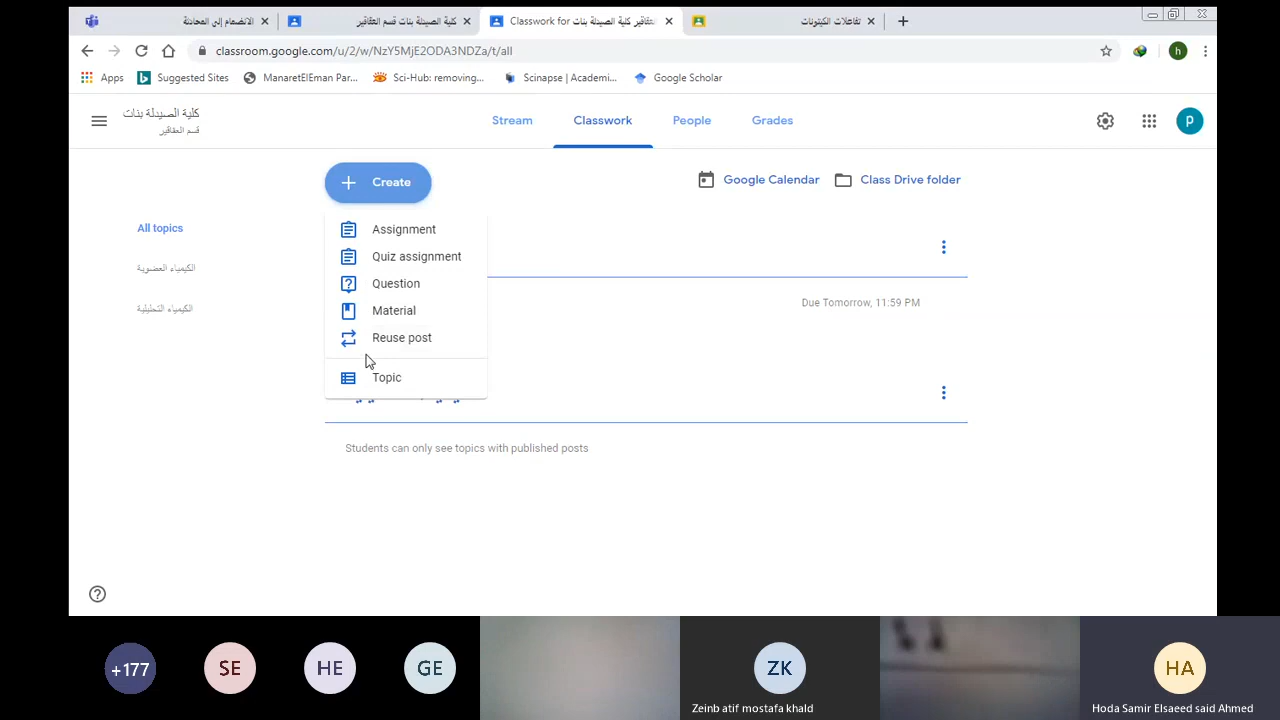 الانضمام إلى المحادثة
كلية الصيدلة بنات قسم العقاقير
Classwork for العقاقير كلية الصيدلة بنات
تفاعلات الكيتونات
classroom.google.com/u/2/w/NzY5MjE2ODA3NDZa/t/all
h
Apps
Suggested Sites
ManaretElEman Par...
Sci-Hub: removing...
Scinapse | Academi...
Google Scholar
كلية الصيدلة بنات
قسم العقاقير
Stream
Classwork
People
Grades
P
Create
Google Calendar
Class Drive folder
All topics
الكيمياء العضوية
الكيمياء التحليلية
Assignment
Quiz assignment
Question
Material
Reuse post
Topic
Due Tomorrow, 11:59 PM
Students can only see topics with published posts
+177
SE
HE
GE
ZK
Zeinb atif mostafa khald
HA
Hoda Samir Elsaeed said Ahmed